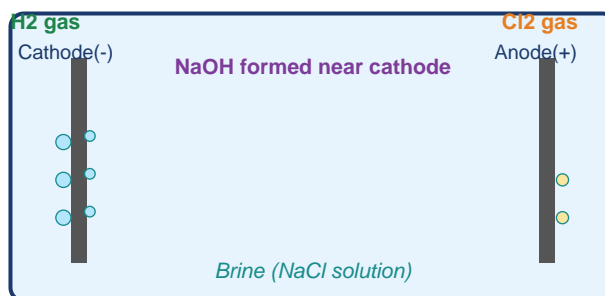 H2 gas
Cl2 gas
Cathode(-)
Anode(+)
NaOH formed near cathode
Brine (NaCl solution)